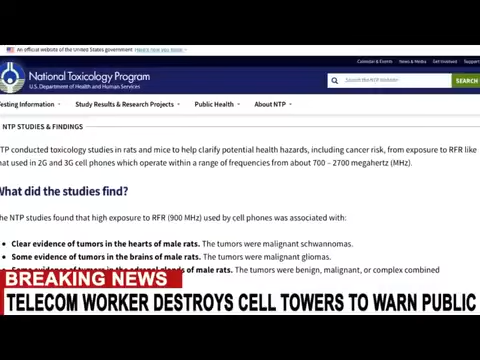 An official website of the United States government Here's how you know
Calendar & Events News & Media Get Involved Support
National Toxicology Program
U.S. Department of Health and Human Services
Search the NTP Website SEARCH
Testing Information Study Results & Research Projects Public Health About NTP
NTP STUDIES & FINDINGS
NTP conducted toxicology studies in rats and mice to help clarify potential health hazards, including cancer risk, from exposure to RFR like
that used in 2G and 3G cell phones which operate within a range of frequencies from about 700 – 2700 megahertz (MHz).
What did the studies find?
The NTP studies found that high exposure to RFR (900 MHz) used by cell phones was associated with:
• Clear evidence of tumors in the hearts of male rats. The tumors were malignant schwannomas.
• Some evidence of tumors in the brains of male rats. The tumors were malignant gliomas.
of male rats. The tumors were benign, malignant, or complex combined
BREAKING NEWS
TELECOM WORKER DESTROYS CELL TOWERS TO WARN PUBLIC